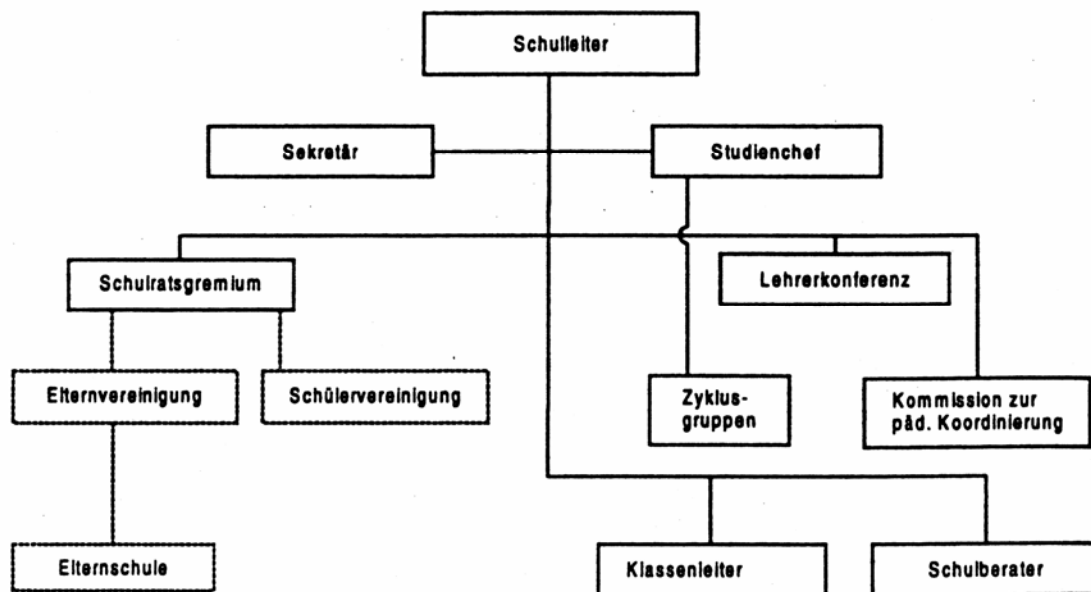 Schulleiter
Sekretär
Studienchef
Schulratsgremium
Lehrerkonferenz
Elternvereinigung
Schülervereinigung
Zyklus-
gruppen
Kommission zur
päd. Koordinierung
Elternschule
Klassenleiter
Schulberater